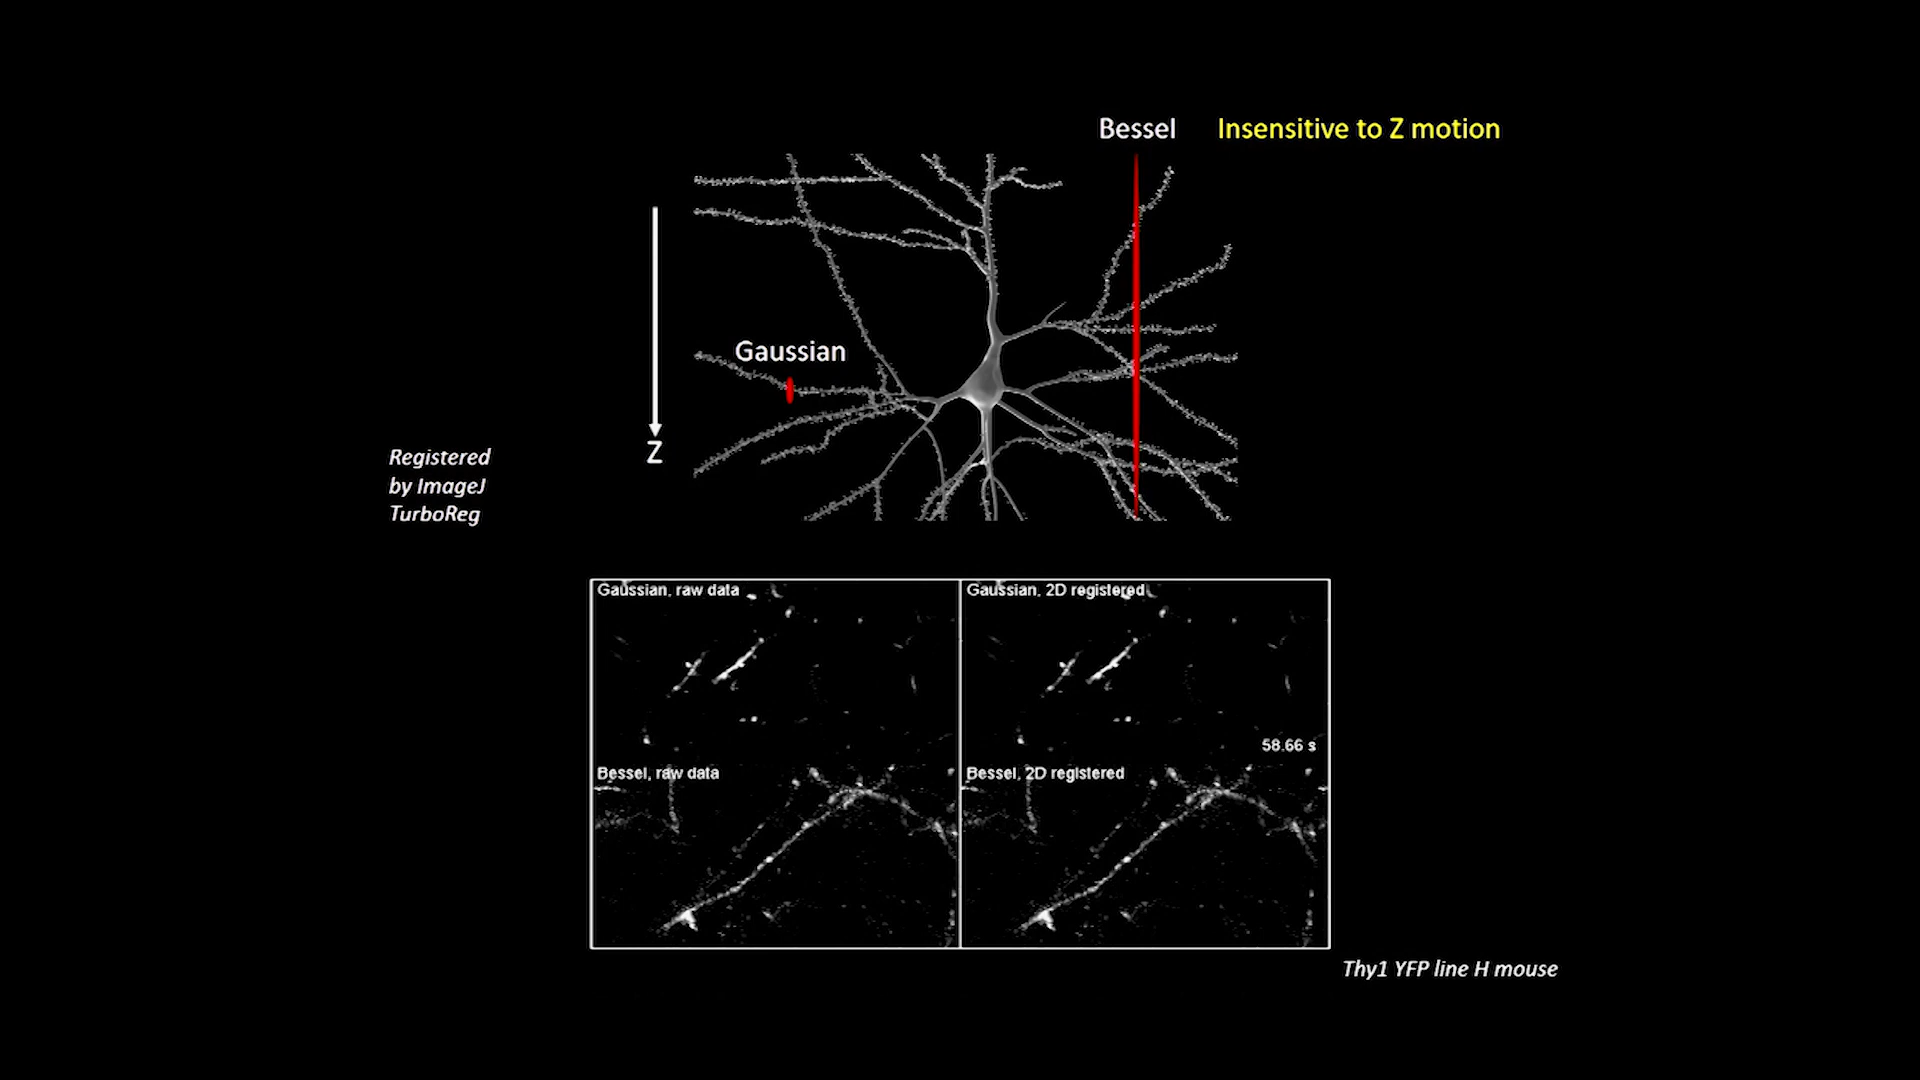 Bessel
Insensitive to Z motion
Gaussian
Z
Registered
by ImageJ
TurboReg
Gaussian, raw data
Gaussian, 2D registered
58.66 s
Bessel, raw data
Bessel, 2D registered
Thy1 YFP line H mouse